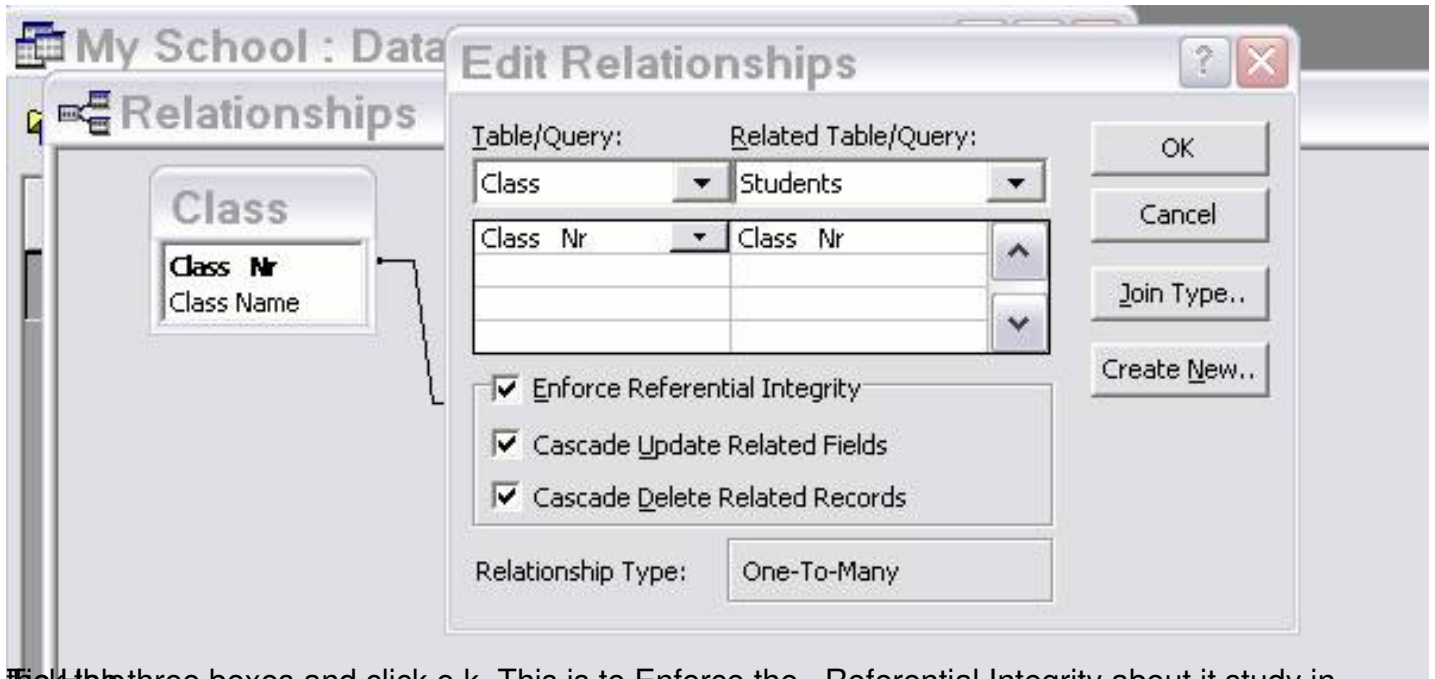 My School : Data
Relationships
Class
Class Nr
Class Name
Edit Relationships
Table/Query: Related Table/Query:
Class Students
Class Nr Class Nr
Enforce Referential Integrity
Cascade Update Related Fields
Cascade Delete Related Records
Relationship Type: One-To-Many
OK
Cancel
Join Type..
Create New..
three boxes and click o.k. This is to Enforce the Referential Integrity about it study in